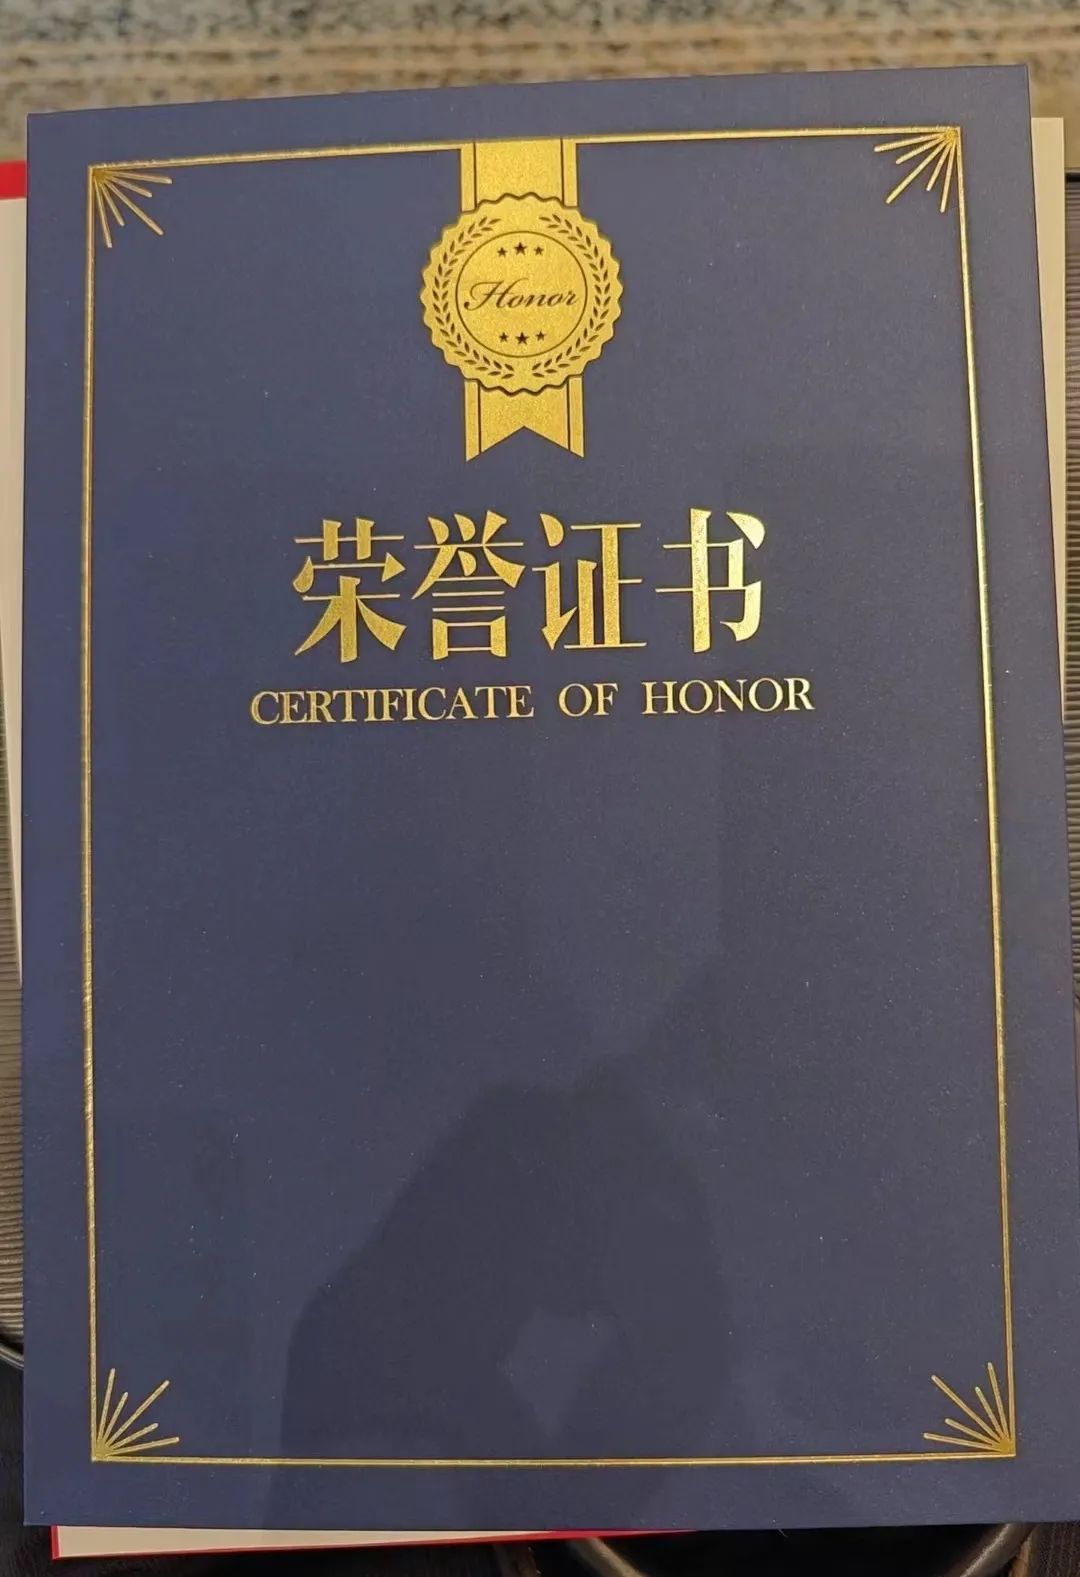 Honor
荣誉证书
CERTIFICATE OF HONOR